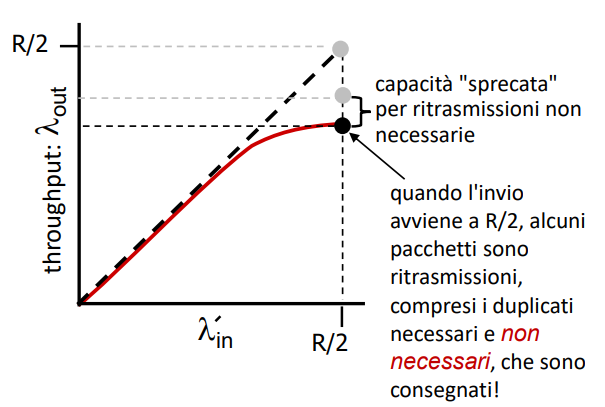 R/2
throughput: λout
capacità "sprecata"
per ritrasmissioni non
necessarie
quando l'invio
avviene a R/2, alcuni
pacchetti sono
ritrasmissioni,
compresi i duplicati
necessari e non
necessari, che sono
consegnati!
λ'in
R/2